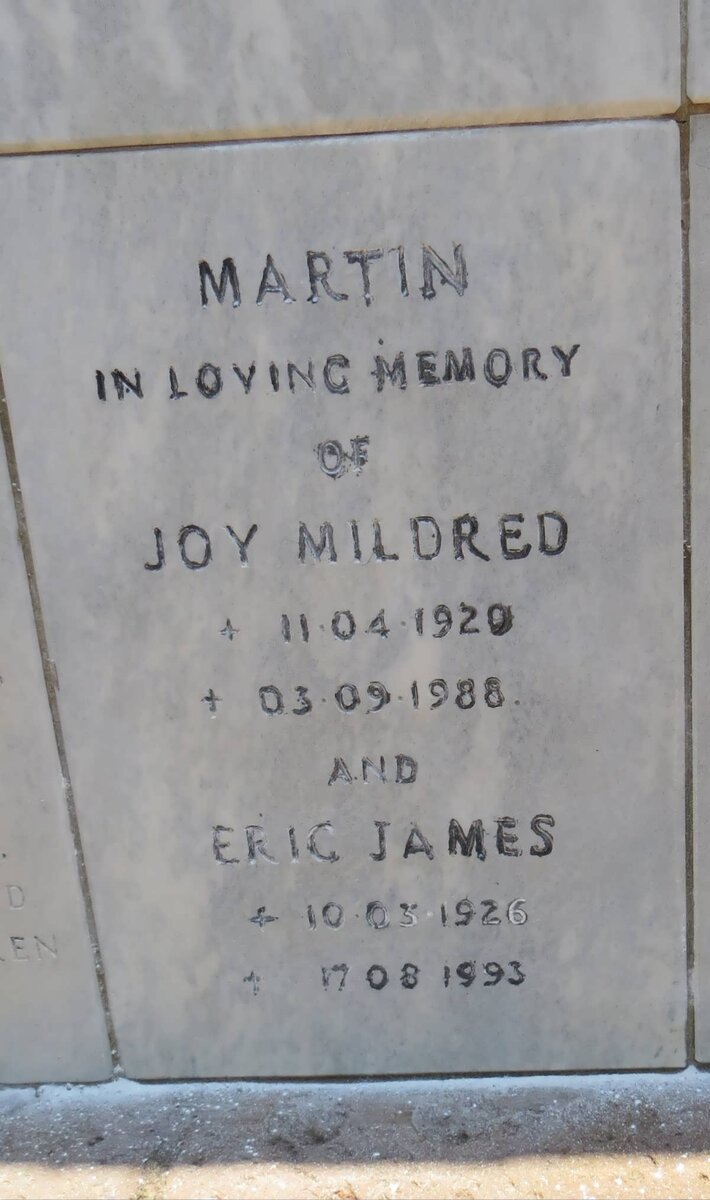 MARTIN
IN LOVING MEMORY
OF
JOY MILDRED
+ 11·04·1920
+ 03·09·1988.
AND
ERIC JAMES
+ 10·03·1926
+ 17 08 1993